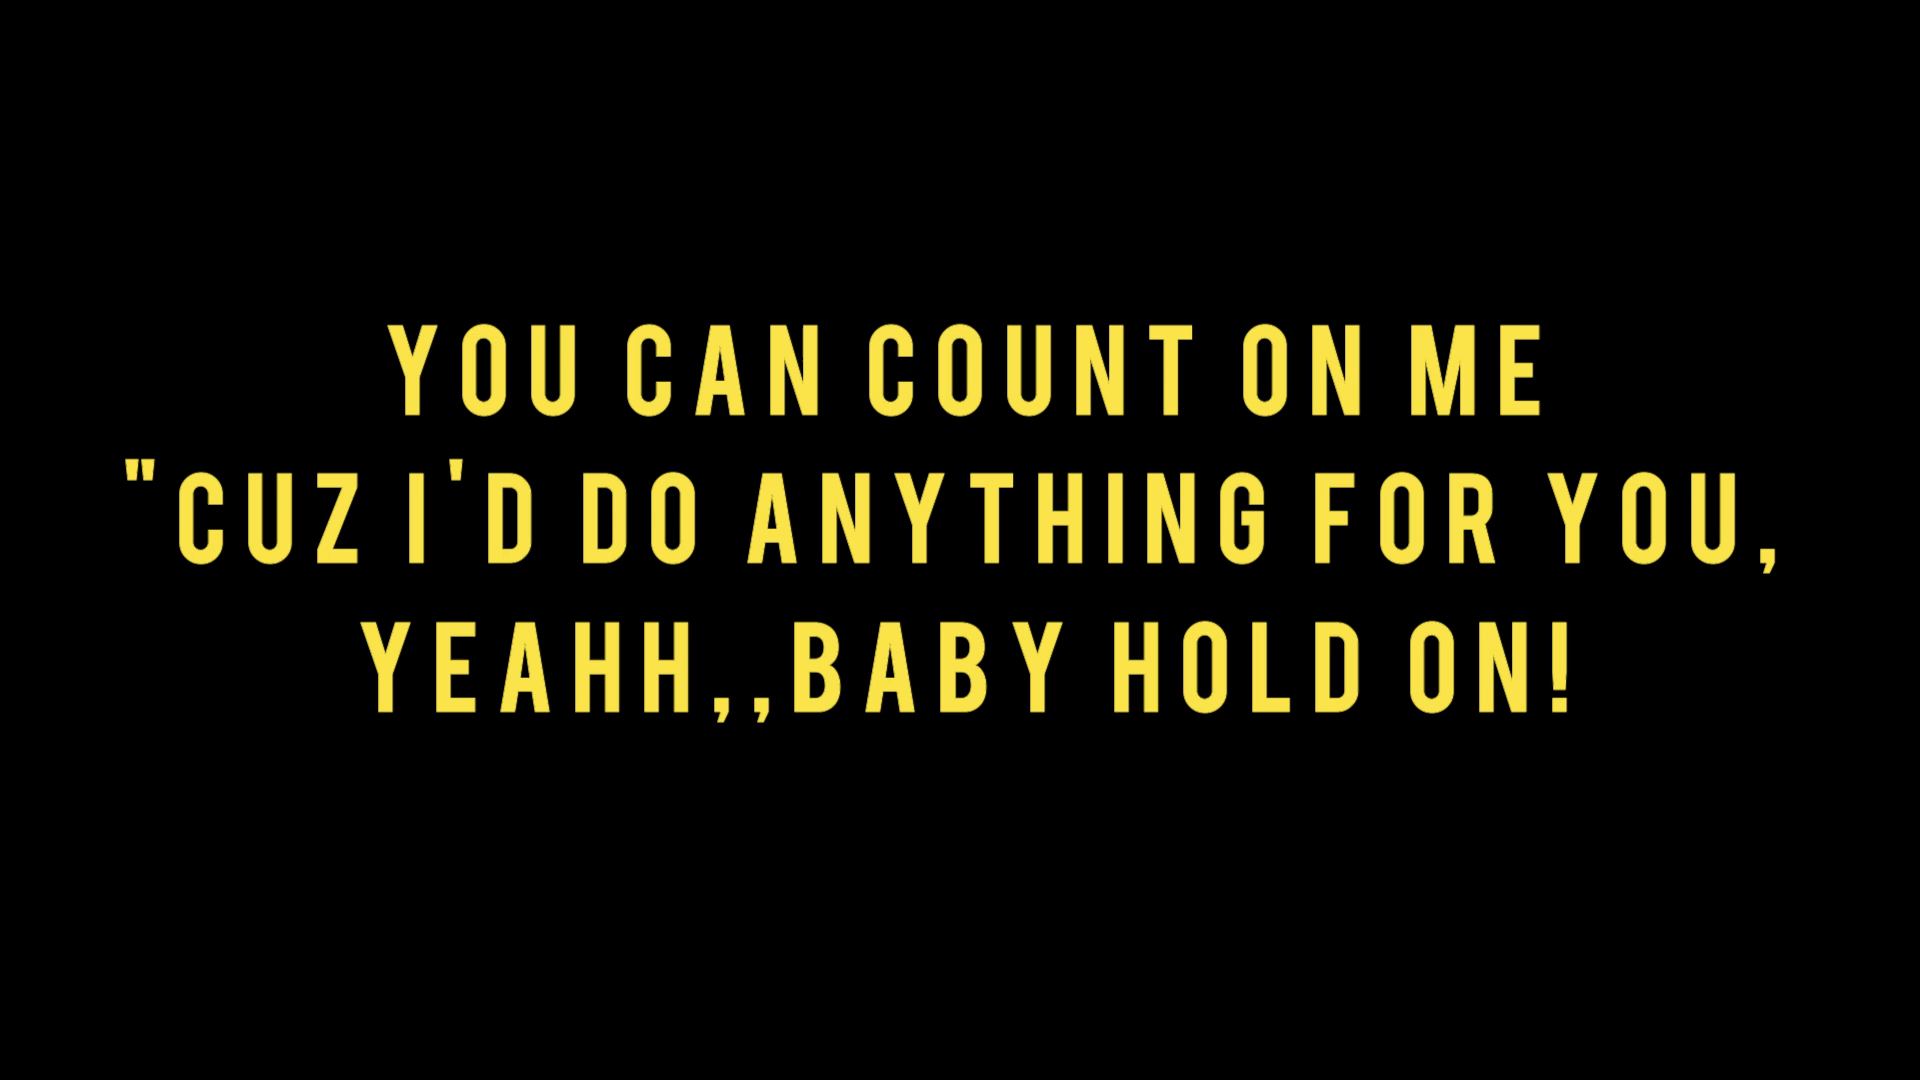 YOU CAN COUNT ON ME
"CUZ I'D DO ANYTHING FOR YOU,
YEAHH,,BABY HOLD ON!